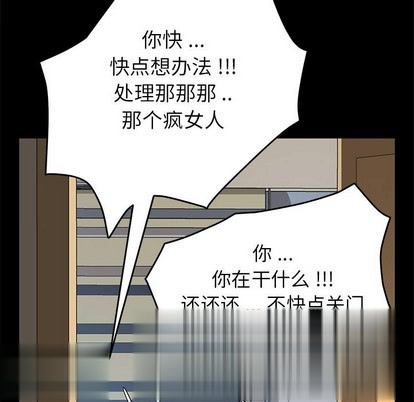 你快 ...
快点想办法 !!!
处理那那那 ..
那个疯女人
你 ...
你在干什么 !!!
还还还 ... 不快点关门